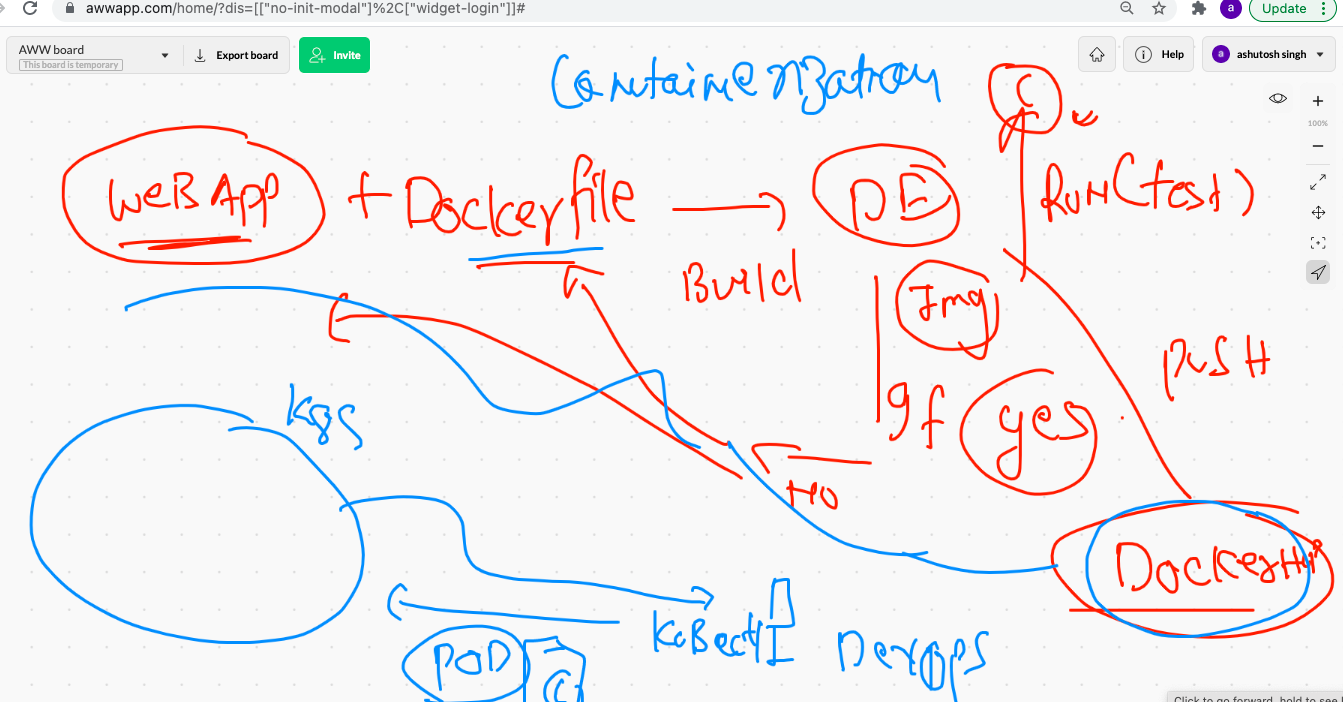 awwapp.com/home/?dis=[["no-init-modal"]%2C["widget-login"]]#
a
Update
AWW board
This board is temporary
Export board
Invite
Help
a
ashutosh singh
100%
C
WEB App + Dockerfile
DE
RUN (test)
Build
Img
PUSH
If yes
K8S
NO
DockerHub
KuBectl
DevOps
POD
C
Click to go forward, hold to see